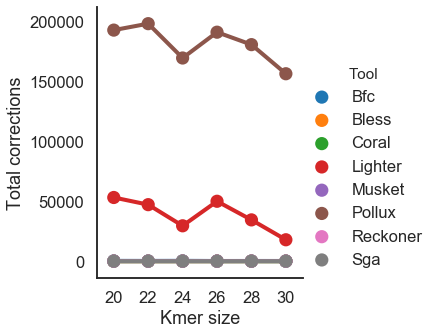 200000
150000
100000
50000
0
Total corrections
20 22 24 26 28 30
Kmer size
Tool
Bfc
Bless
Coral
Lighter
Musket
Pollux
Reckoner
Sga